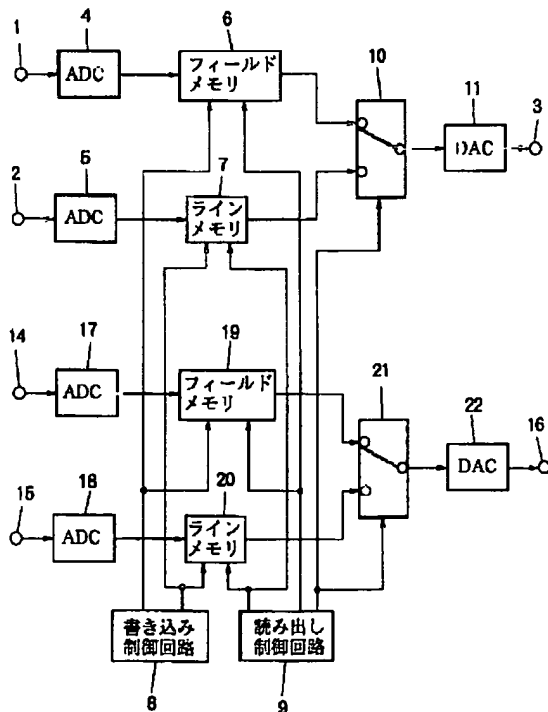 4
6
1
ADC
フィールド
メモリ
10
11
3
DAC
5
7
2
ADC
ライン
メモリ
17
19
14
ADC
フィールド
メモリ
21
22
16
DAC
18
20
15
ADC
ライン
メモリ
書き込み
制御回路
読み出し
制御回路
8
9